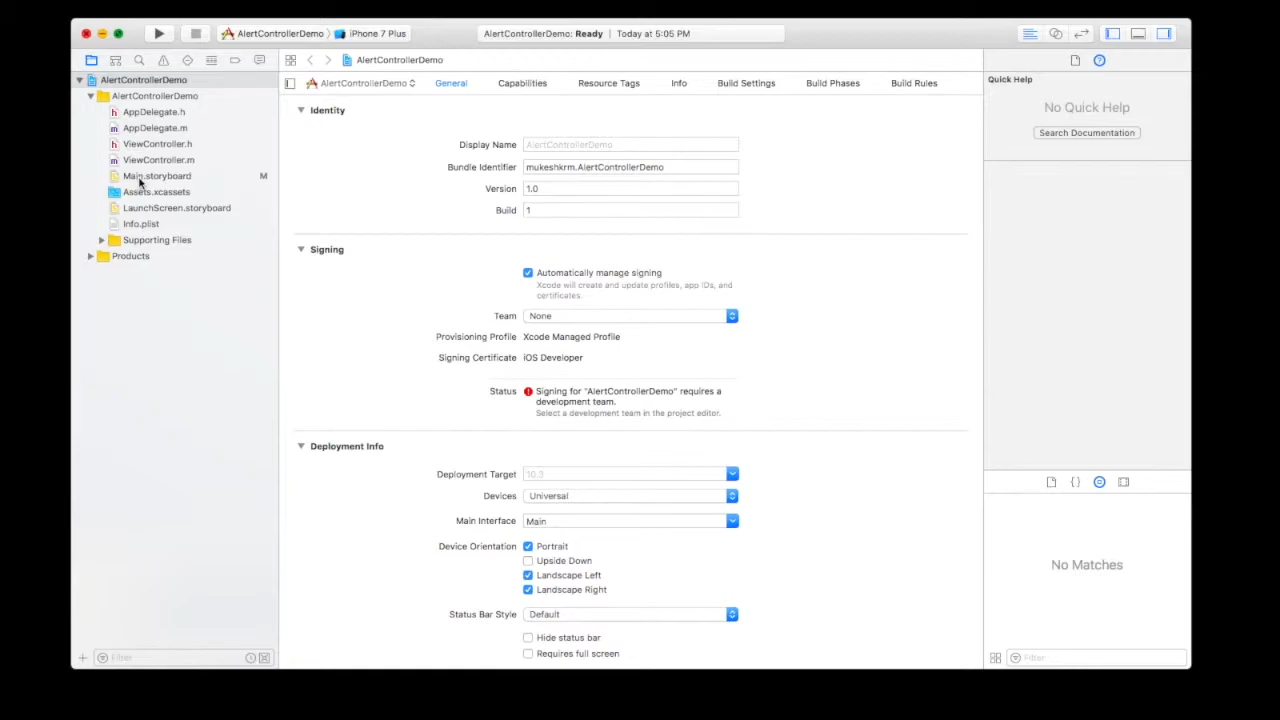 AlertControllerDemo
iPhone 7 Plus
AlertControllerDemo: Ready
Today at 5:05 PM
AlertControllerDemo
AlertControllerDemo
AlertControllerDemo
General
Capabilities
Resource Tags
Info
Build Settings
Build Phases
Build Rules
Quick Help
AlertControllerDemo
h AppDelegate.h
m AppDelegate.m
h ViewController.h
m ViewController.m
Main.storyboard
M
Assets.xcassets
LaunchScreen.storyboard
Info.plist
Supporting Files
Products
Filter
Identity
Display Name
AlertControllerDemo
Bundle Identifier
mukeshkrm.AlertControllerDemo
Version
1.0
Build
1
Signing
Automatically manage signing
Xcode will create and update profiles, app IDs, and
certificates.
Team
None
Provisioning Profile
Xcode Managed Profile
Signing Certificate
iOS Developer
Status
Signing for "AlertControllerDemo" requires a
development team.
Select a development team in the project editor.
Deployment Info
Deployment Target
10.3
Devices
Universal
Main Interface
Main
Device Orientation
Portrait
Upside Down
Landscape Left
Landscape Right
Status Bar Style
Default
Hide status bar
Requires full screen
No Quick Help
Search Documentation
{ }
No Matches
Filter